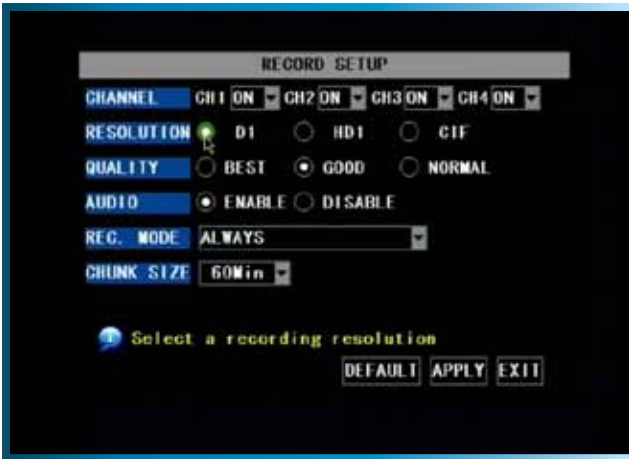 RECORD SETUP
CHANNEL CH1 ON CH2 ON CH3 ON CH4 ON
RESOLUTION D1 HD1 CIF
QUALITY BEST GOOD NORMAL
AUDIO ENABLE DISABLE
REC. MODE ALWAYS
CHUNK SIZE 60Min
Select a recording resolution
DEFAULT APPLY EXIT